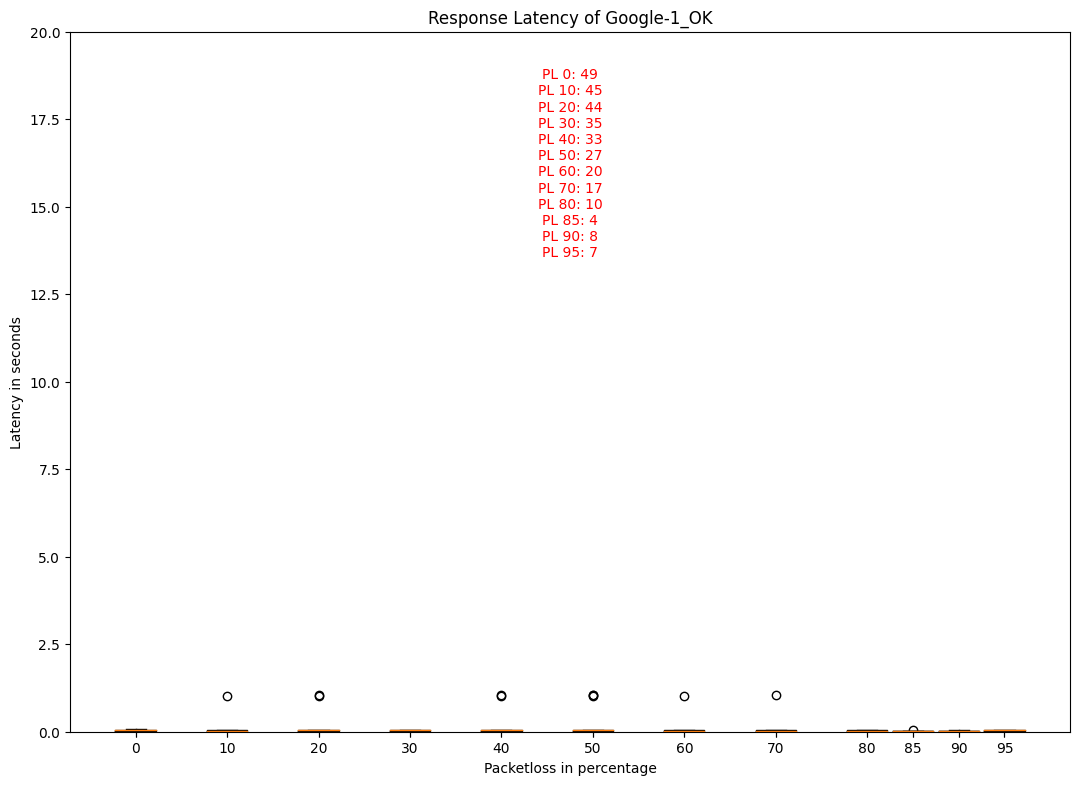 Response Latency of Google-1_OK
20.0
17.5
15.0
12.5
10.0
7.5
5.0
2.5
0.0
Latency in seconds
PL 0: 49
PL 10: 45
PL 20: 44
PL 30: 35
PL 40: 33
PL 50: 27
PL 60: 20
PL 70: 17
PL 80: 10
PL 85: 4
PL 90: 8
PL 95: 7
0 10 20 30 40 50 60 70 80 85 90 95
Packetloss in percentage